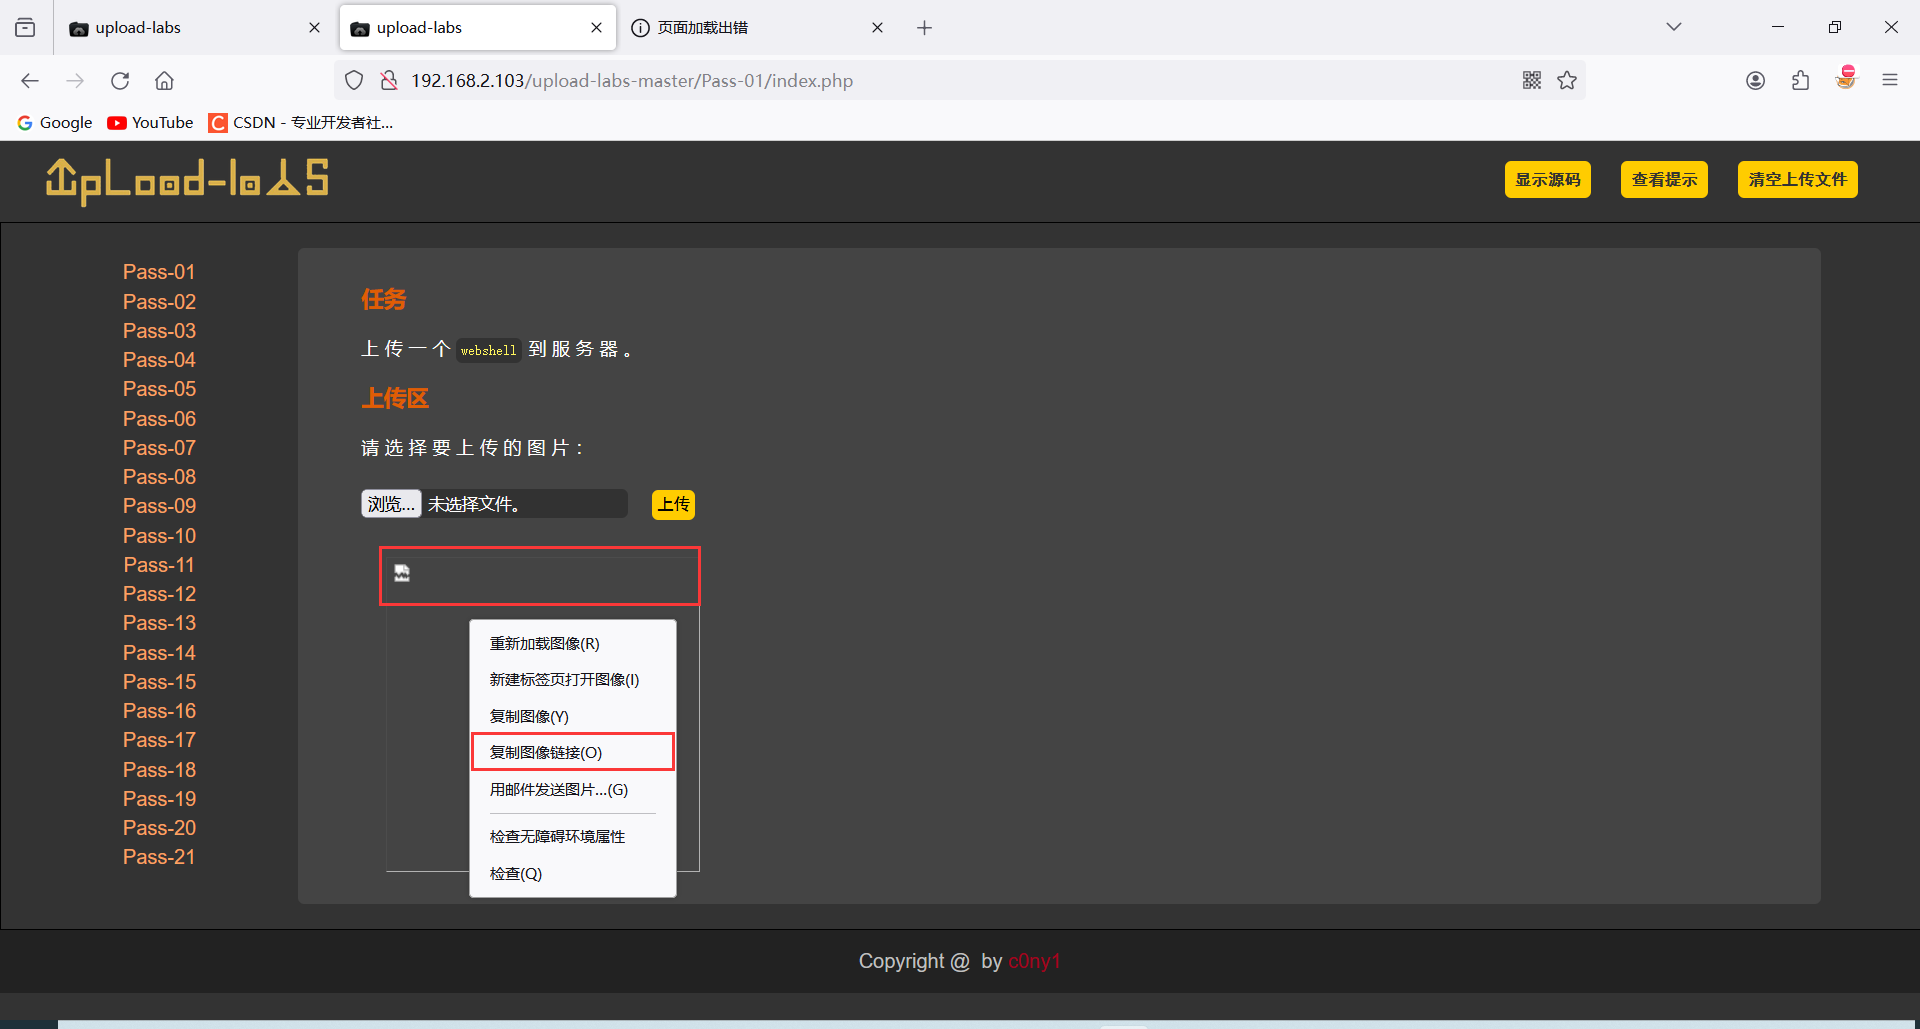 upload-labs
upload-labs
页面加载出错
192.168.2.103/upload-labs-master/Pass-01/index.php
Google
YouTube
CSDN - 专业开发者社...
UpLoad-labS
显示源码
查看提示
清空上传文件
Pass-01
Pass-02
Pass-03
Pass-04
Pass-05
Pass-06
Pass-07
Pass-08
Pass-09
Pass-10
Pass-11
Pass-12
Pass-13
Pass-14
Pass-15
Pass-16
Pass-17
Pass-18
Pass-19
Pass-20
Pass-21
任务
上传一个 webshell 到服务器。
上传区
请选择要上传的图片：
浏览... 未选择文件。
上传
重新加载图像(R)
新建标签页打开图像(I)
复制图像(Y)
复制图像链接(O)
用邮件发送图片...(G)
检查无障碍环境属性
检查(Q)
Copyright @ by c0ny1